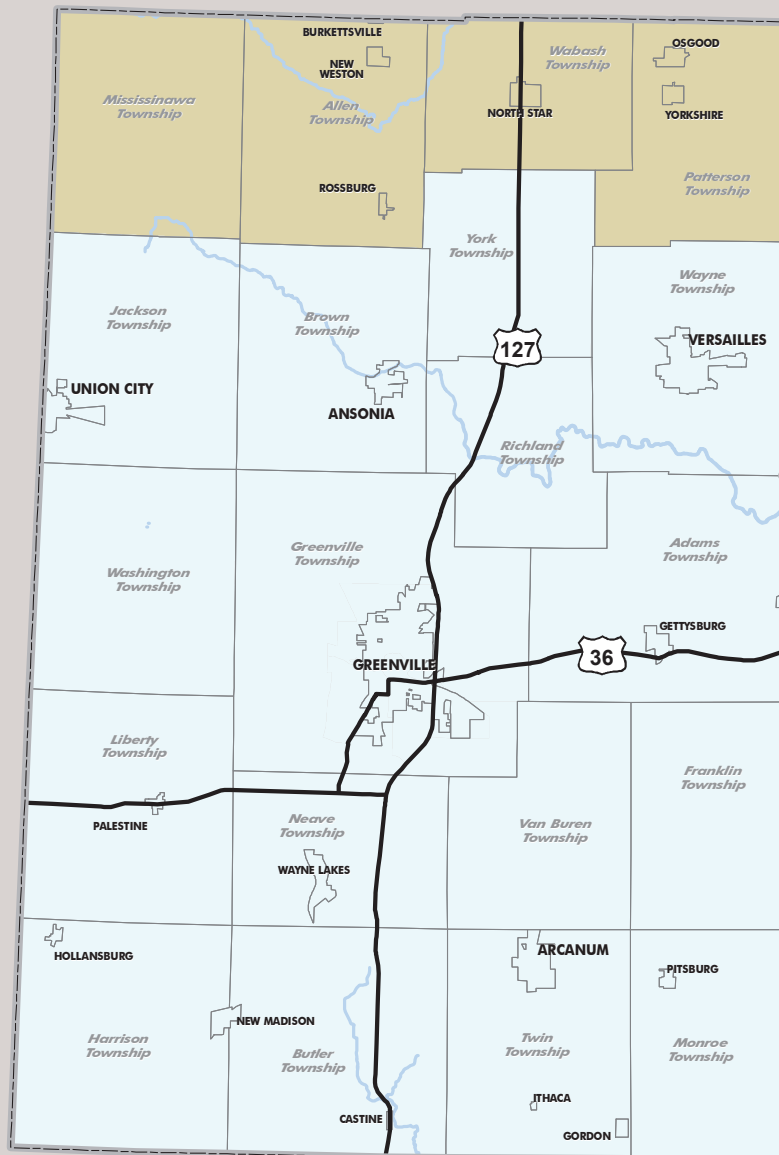 BURKETTSVILLE
NEW
WESTON
Wabash
Township
OSGOOD
Mississinawa
Township
Allen
Township
NORTH STAR
YORKSHIRE
ROSSBURG
Patterson
Township
York
Township
Wayne
Township
Jackson
Township
Brown
Township
127
VERSAILLES
UNION CITY
ANSONIA
Richland
Township
Greenville
Township
Adams
Township
Washington
Township
GETTYSBURG
GREENVILLE
36
Liberty
Township
Franklin
Township
PALESTINE
Neave
Township
Van Buren
Township
WAYNE LAKES
HOLLANSBURG
ARCANUM
PITSBURG
NEW MADISON
Harrison
Township
Butler
Township
Twin
Township
Monroe
Township
ITHACA
CASTINE
GORDON